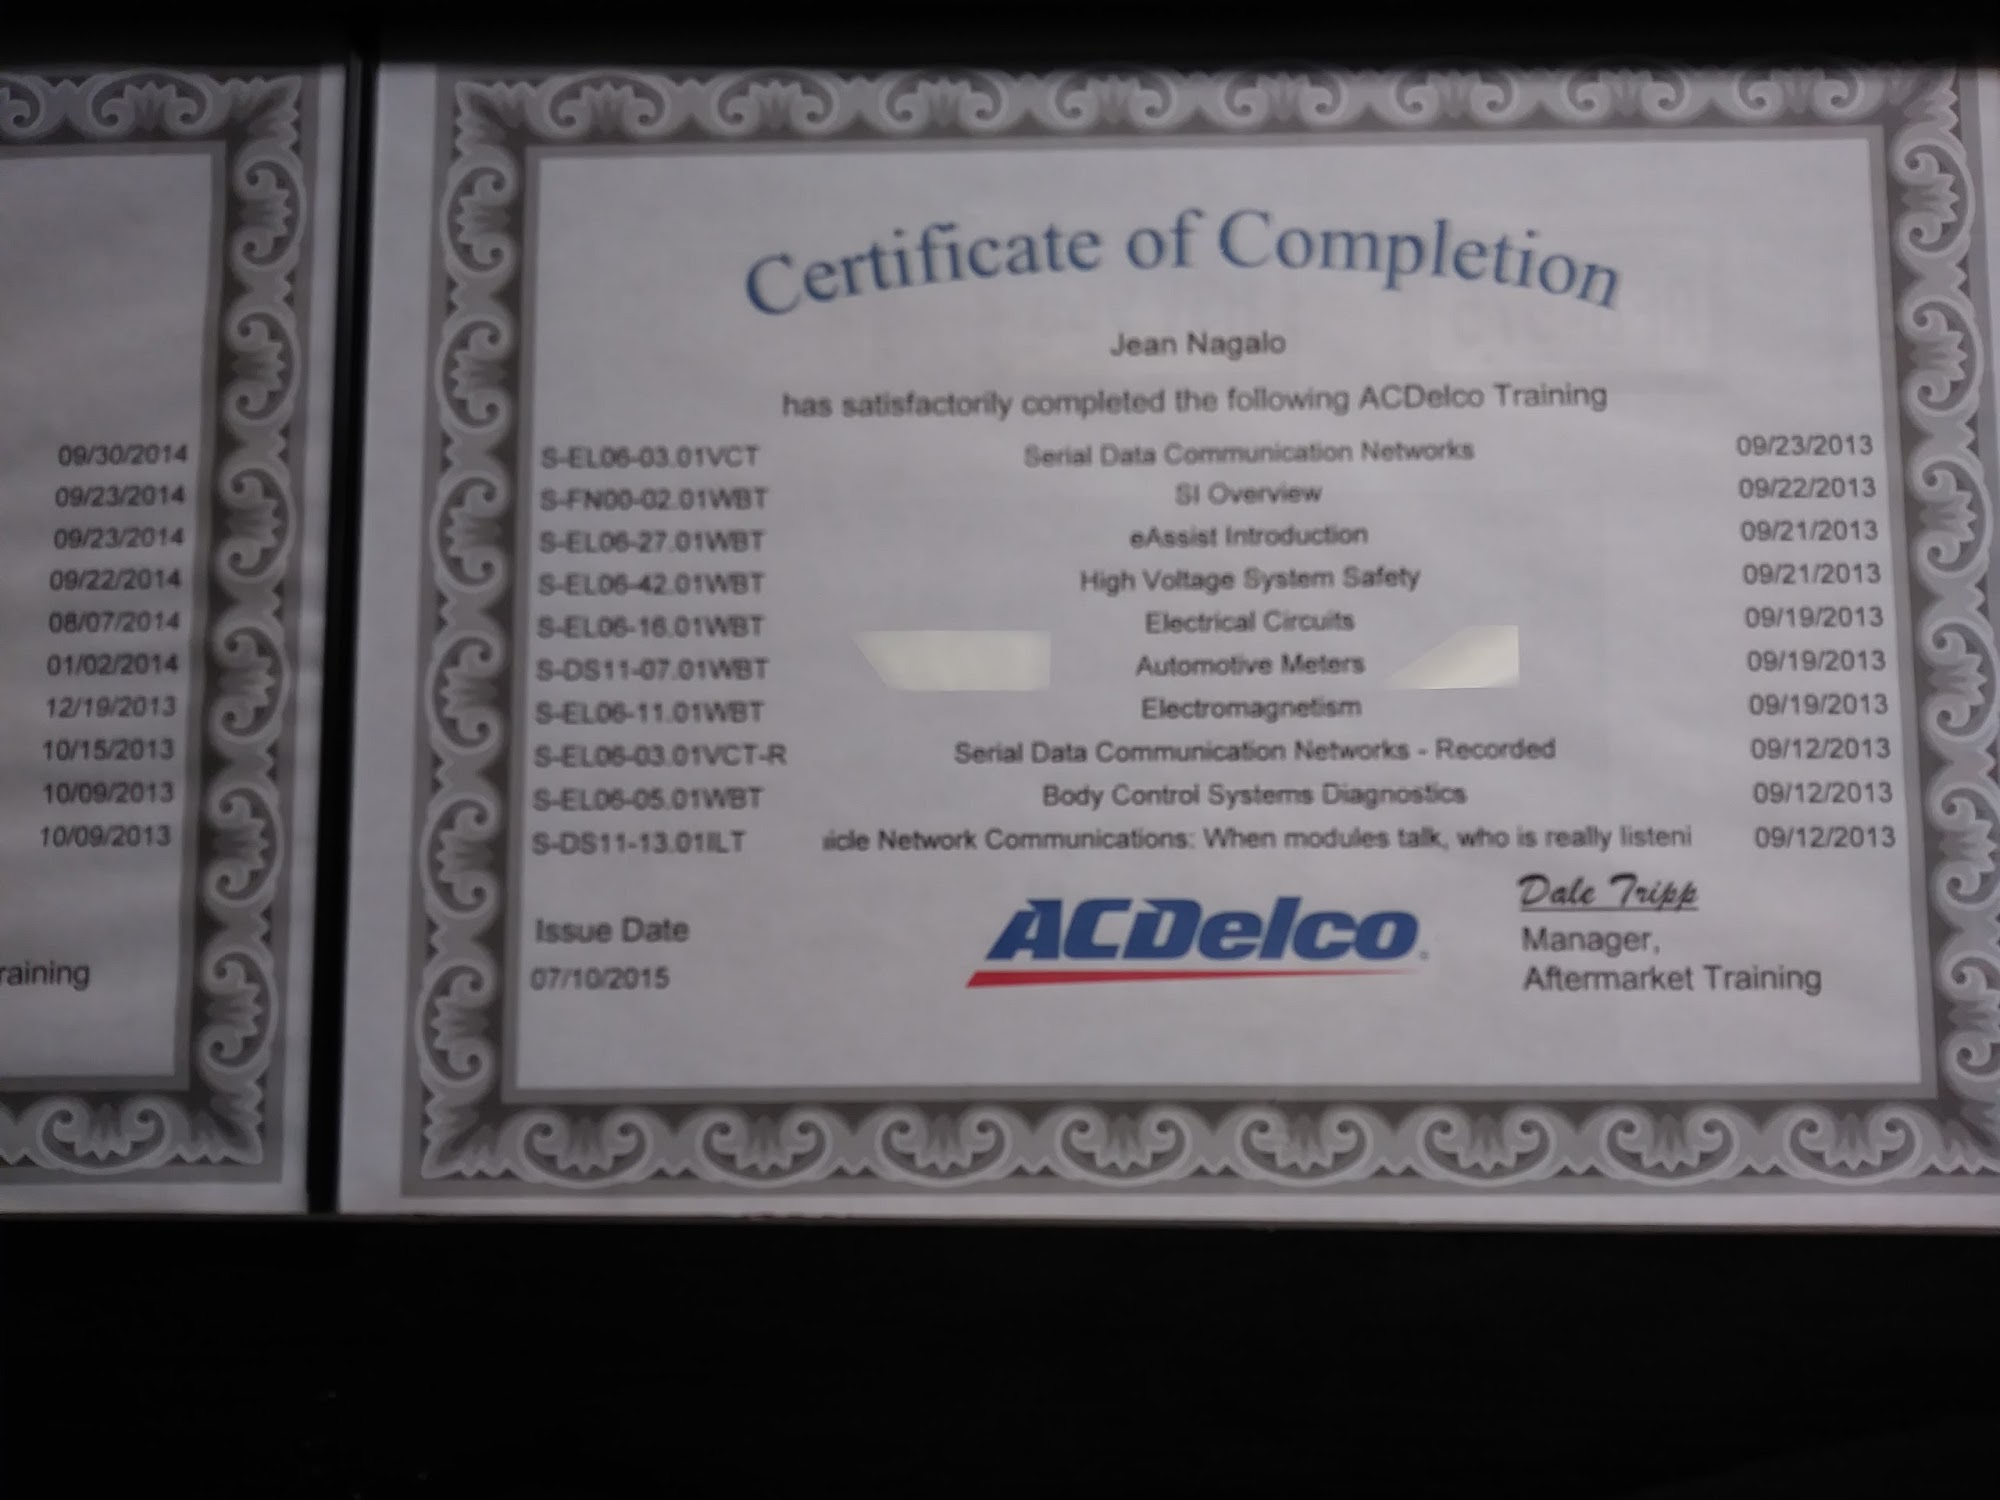 09/30/2014
09/23/2014
09/23/2014
09/22/2014
08/07/2014
01/02/2014
12/19/2013
10/15/2013
10/09/2013
10/09/2013
raining
Certificate of Completion
Jean Nagalo
has satisfactorily completed the following ACDelco Training
S-EL06-03.01VCT Serial Data Communication Networks 09/23/2013
S-FN00-02.01WBT SI Overview 09/22/2013
S-EL06-27.01WBT eAssist Introduction 09/21/2013
S-EL06-42.01WBT High Voltage System Safety 09/21/2013
S-EL06-16.01WBT Electrical Circuits 09/19/2013
S-DS11-07.01WBT Automotive Meters 09/19/2013
S-EL06-11.01WBT Electromagnetism 09/19/2013
S-EL06-03.01VCT-R Serial Data Communication Networks - Recorded 09/12/2013
S-EL06-05.01WBT Body Control Systems Diagnostics 09/12/2013
S-DS11-13.01ILT icle Network Communications: When modules talk, who is really listeni 09/12/2013
Issue Date
07/10/2015
ACDelco
Dale Tripp
Manager,
Aftermarket Training